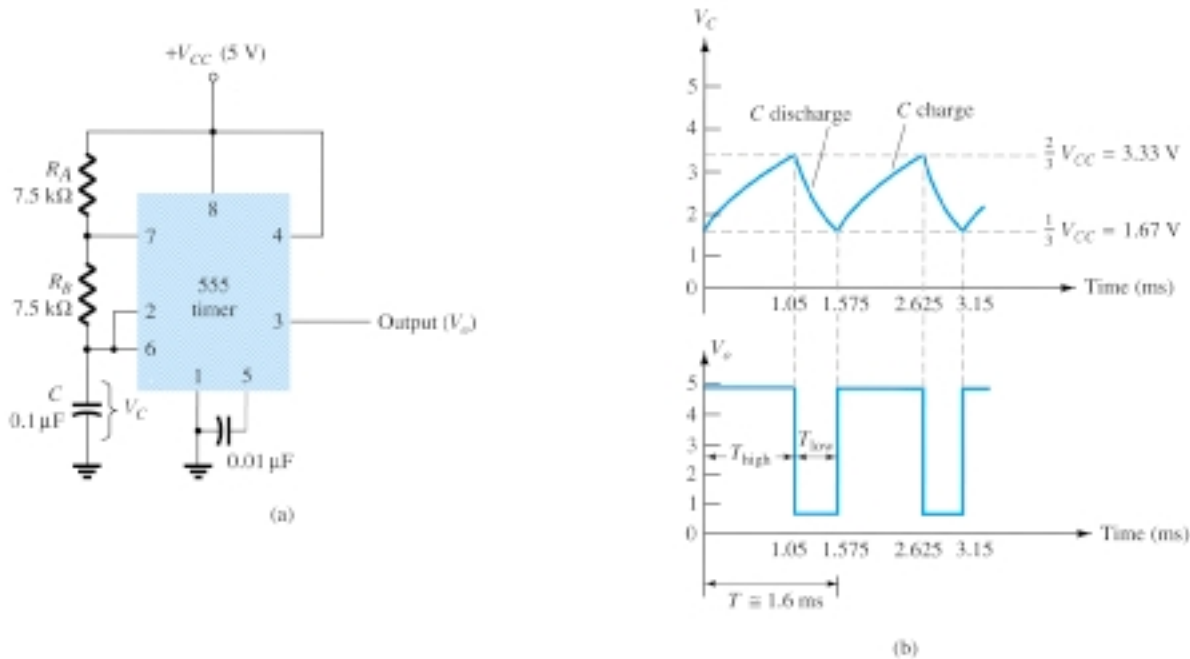 +V_CC (5 V)
R_A
7.5 kΩ
8
7
4
R_B
7.5 kΩ
555
timer
2
3
Output (V_o)
6
1
5
C
0.1 μF
V_C
0.01 μF
(a)
V_C
5
4
3
2
1
0
C discharge
C charge
2/3 V_CC = 3.33 V
1/3 V_CC = 1.67 V
Time (ms)
1.05 1.575 2.625 3.15
V_o
5
4
3
2
1
0
T_high
T_low
Time (ms)
1.05 1.575 2.625 3.15
T ≅ 1.6 ms
(b)